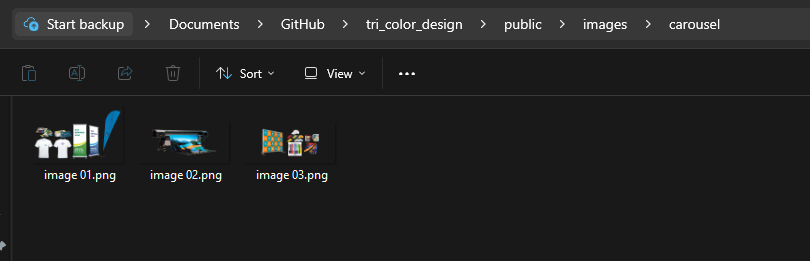 Start backup > Documents > GitHub > tri_color_design > public > images > carousel
Sort View ...
image 01.png image 02.png image 03.png